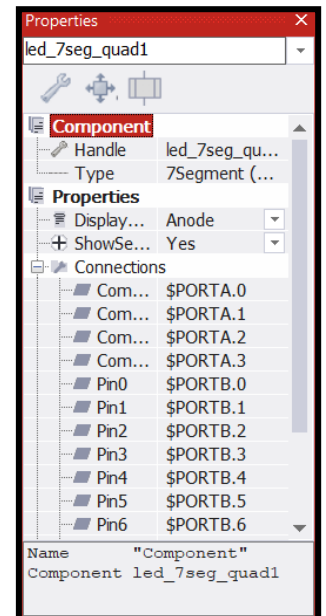 Properties
led_7seg_quad1
Component
Handle led_7seg_qu...
Type 7Segment (...
Properties
Display... Anode
ShowSe... Yes
Connections
Com... $PORTA.0
Com... $PORTA.1
Com... $PORTA.2
Com... $PORTA.3
Pin0 $PORTB.0
Pin1 $PORTB.1
Pin2 $PORTB.2
Pin3 $PORTB.3
Pin4 $PORTB.4
Pin5 $PORTB.5
Pin6 $PORTB.6
Name "Component"
Component led_7seg_quad1